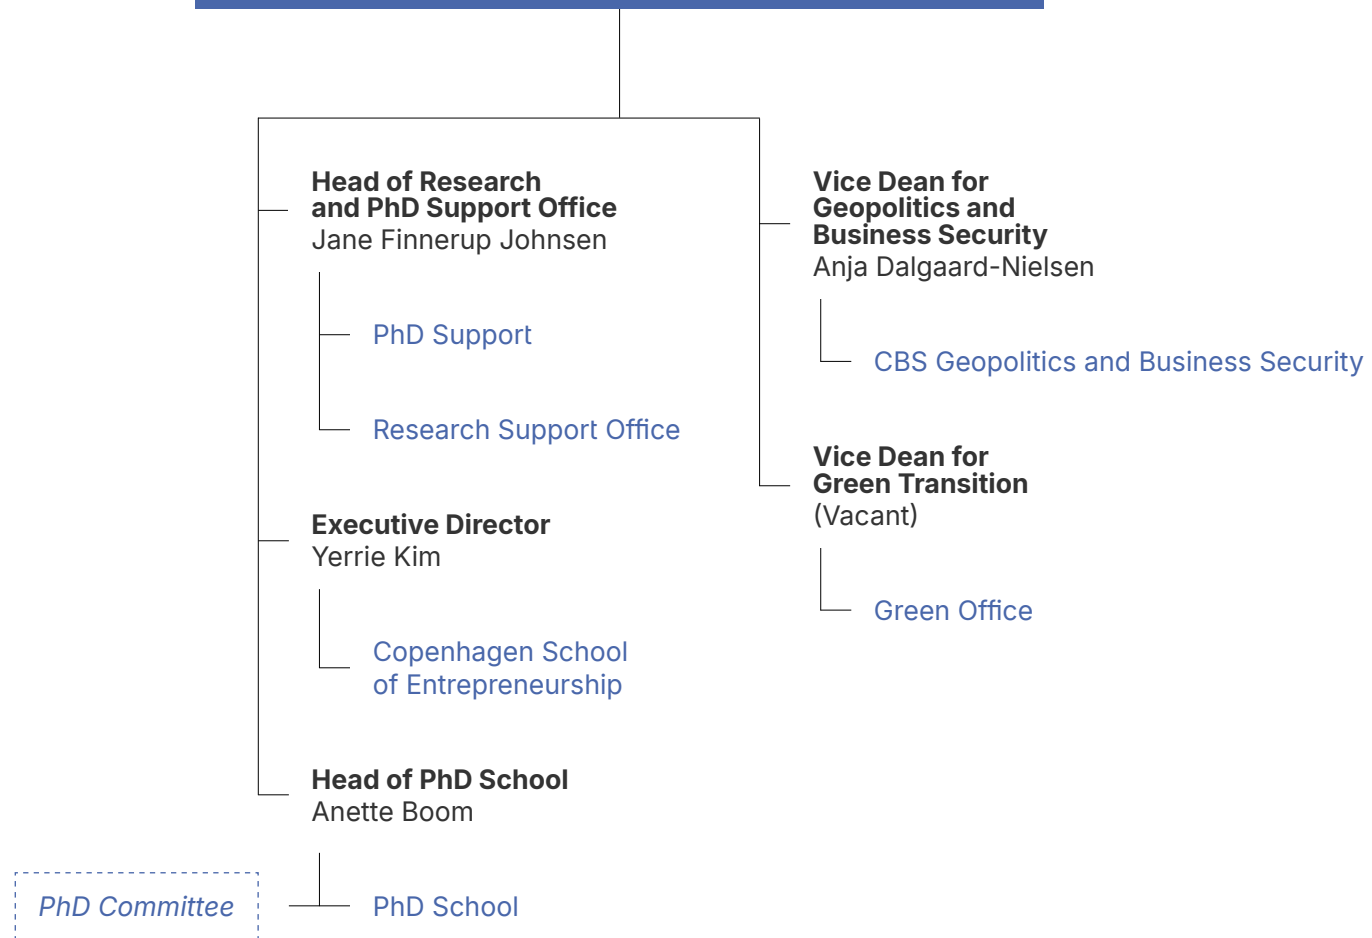 Head of Research
and PhD Support Office
Jane Finnerup Johnsen
PhD Support
Research Support Office
Executive Director
Yerrie Kim
Copenhagen School
of Entrepreneurship
Head of PhD School
Anette Boom
PhD Committee
PhD School
Vice Dean for
Geopolitics and
Business Security
Anja Dalgaard-Nielsen
CBS Geopolitics and Business Security
Vice Dean for
Green Transition
(Vacant)
Green Office